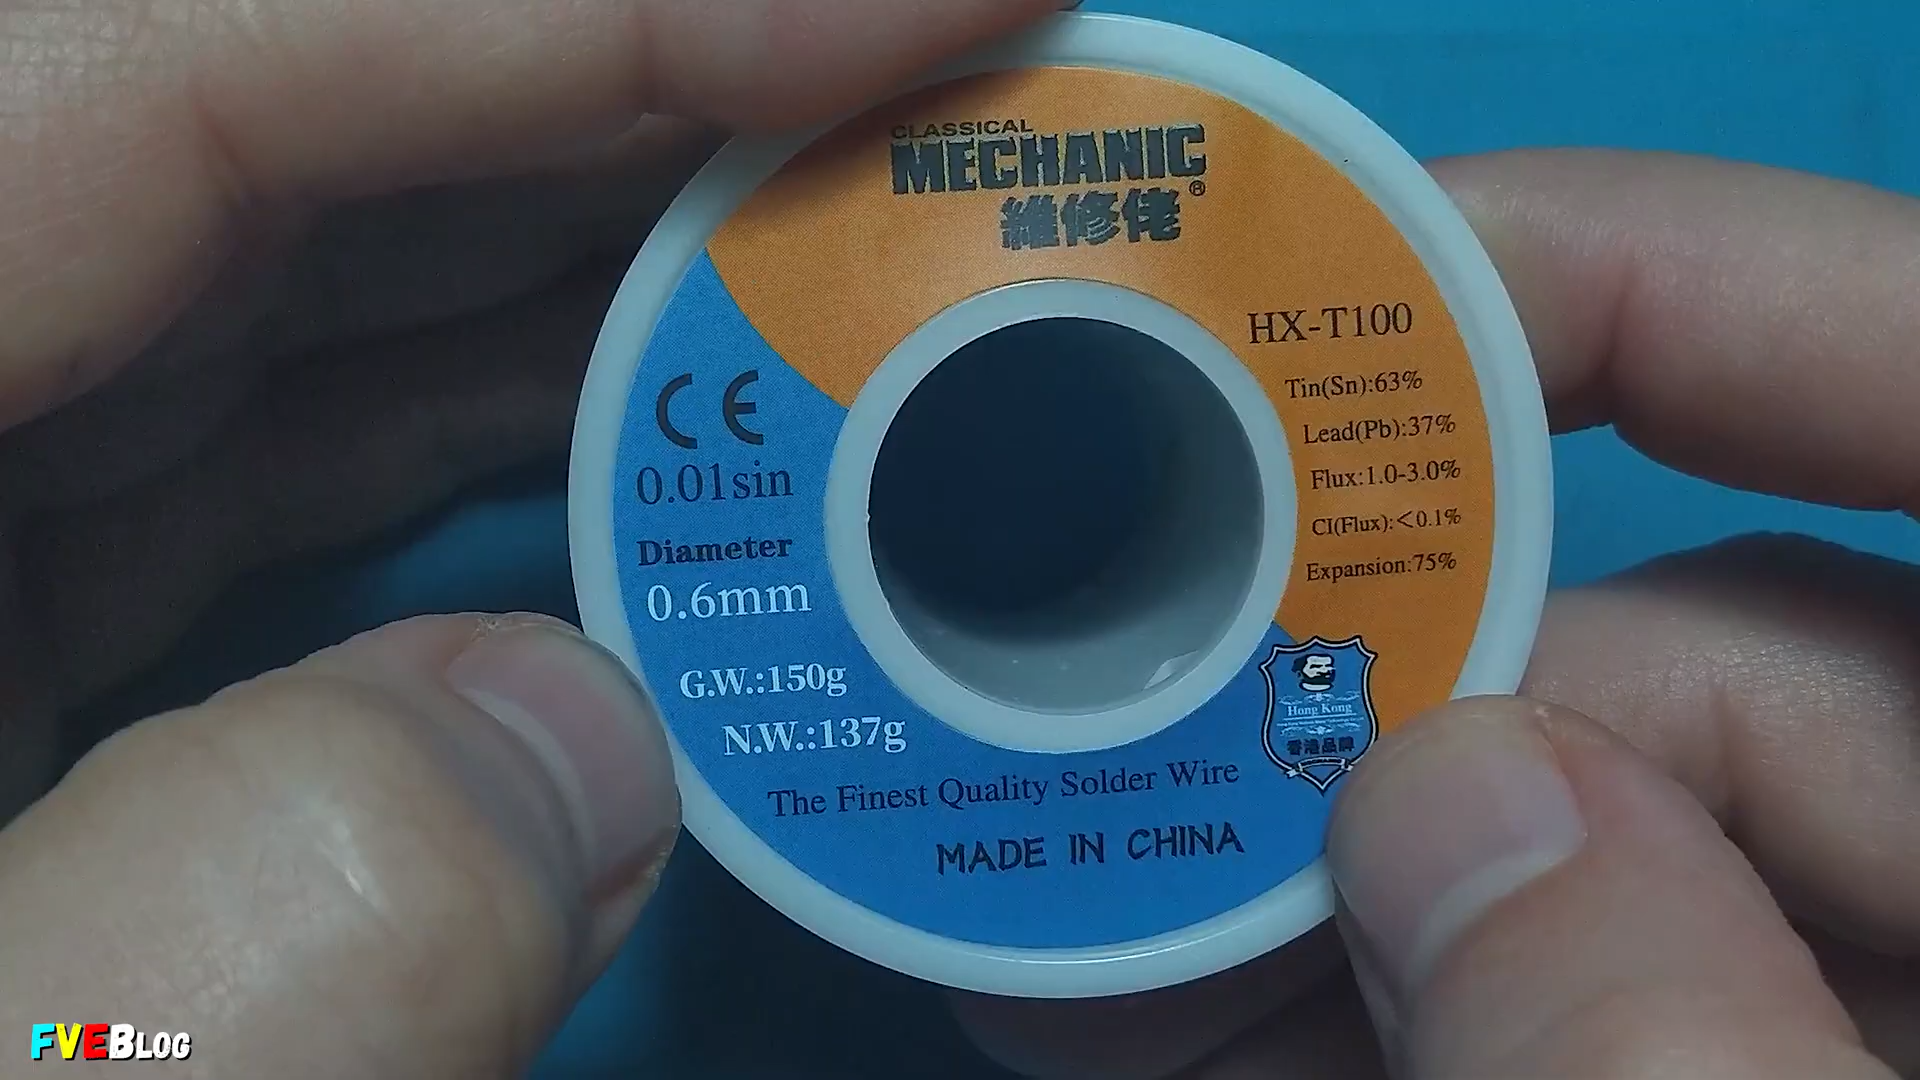 CLASSICAL
MECHANIC
維修佬®
HX-T100
Tin(Sn):63%
Lead(Pb):37%
Flux:1.0-3.0%
CI(Flux):<0.1%
Expansion:75%
CE
0.01sin
Diameter
0.6mm
G.W.:150g
N.W.:137g
The Finest Quality Solder Wire
MADE IN CHINA
Hong Kong
香港品牌
FVEBLOG